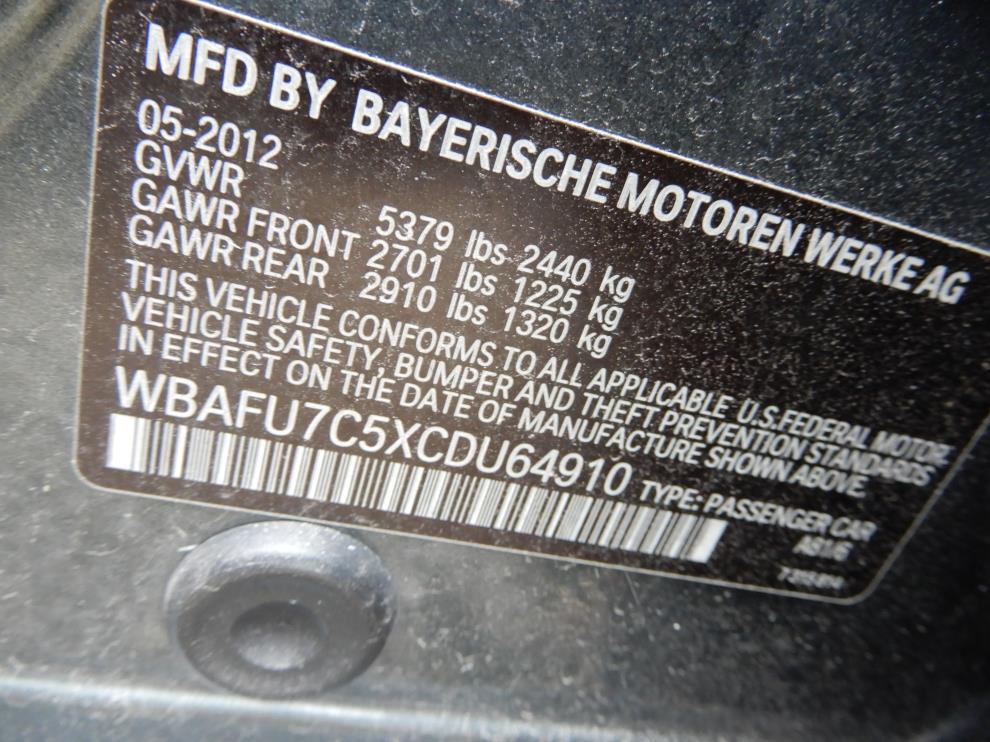 MFD BY BAYERISCHE MOTOREN WERKE AG
05-2012
GVWR 5379 lbs 2440 kg
GAWR FRONT 2701 lbs 1225 kg
GAWR REAR 2910 lbs 1320 kg
THIS VEHICLE CONFORMS TO ALL APPLICABLE U.S.FEDERAL MOTOR
VEHICLE SAFETY, BUMPER AND THEFT PREVENTION STANDARDS
IN EFFECT ON THE DATE OF MANUFACTURE SHOWN ABOVE.
WBAFU7C5XCDU64910 TYPE: PASSENGER CAR